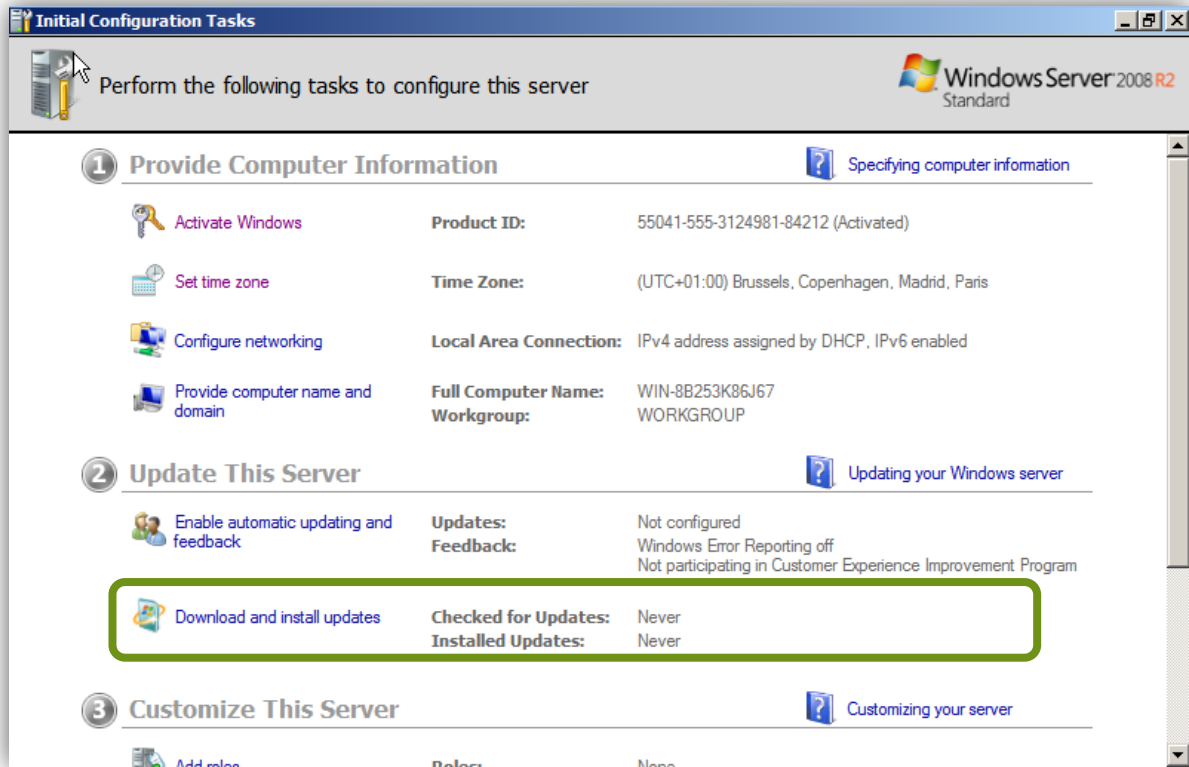 Initial Configuration Tasks
Perform the following tasks to configure this server
Windows Server 2008 R2
Standard
1 Provide Computer Information
Specifying computer information
Activate Windows Product ID: 55041-555-3124981-84212 (Activated)
Set time zone Time Zone: (UTC+01:00) Brussels, Copenhagen, Madrid, Paris
Configure networking Local Area Connection: IPv4 address assigned by DHCP, IPv6 enabled
Provide computer name and domain
Full Computer Name: WIN-8B253K86J67
Workgroup: WORKGROUP
2 Update This Server
Updating your Windows server
Enable automatic updating and feedback
Updates: Not configured
Feedback: Windows Error Reporting off
Not participating in Customer Experience Improvement Program
Download and install updates
Checked for Updates: Never
Installed Updates: Never
3 Customize This Server
Customizing your server
Add roles Roles: None